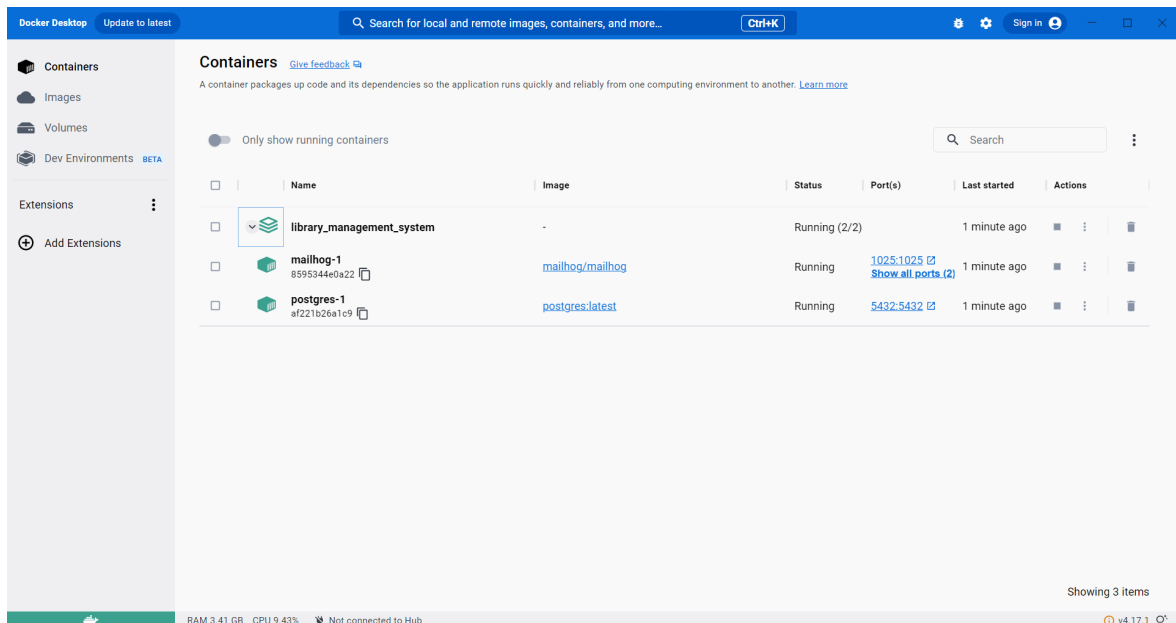 Docker Desktop Update to latest Search for local and remote images, containers, and more... Ctrl+K Sign in
Containers
Images
Volumes
Dev Environments BETA
Extensions
Add Extensions
Containers Give feedback
A container packages up code and its dependencies so the application runs quickly and reliably from one computing environment to another. Learn more
Only show running containers Search
Name Image Status Port(s) Last started Actions
library_management_system - Running (2/2) 1 minute ago
mailhog-1 mailhog/mailhog Running 1025:1025 1 minute ago
8595344e0a22 Show all ports (2)
postgres-1 postgres:latest Running 5432:5432 1 minute ago
af221b26a1c9
Showing 3 items
RAM 3.41 GB CPU 9.43% Not connected to Hub v4.17.1